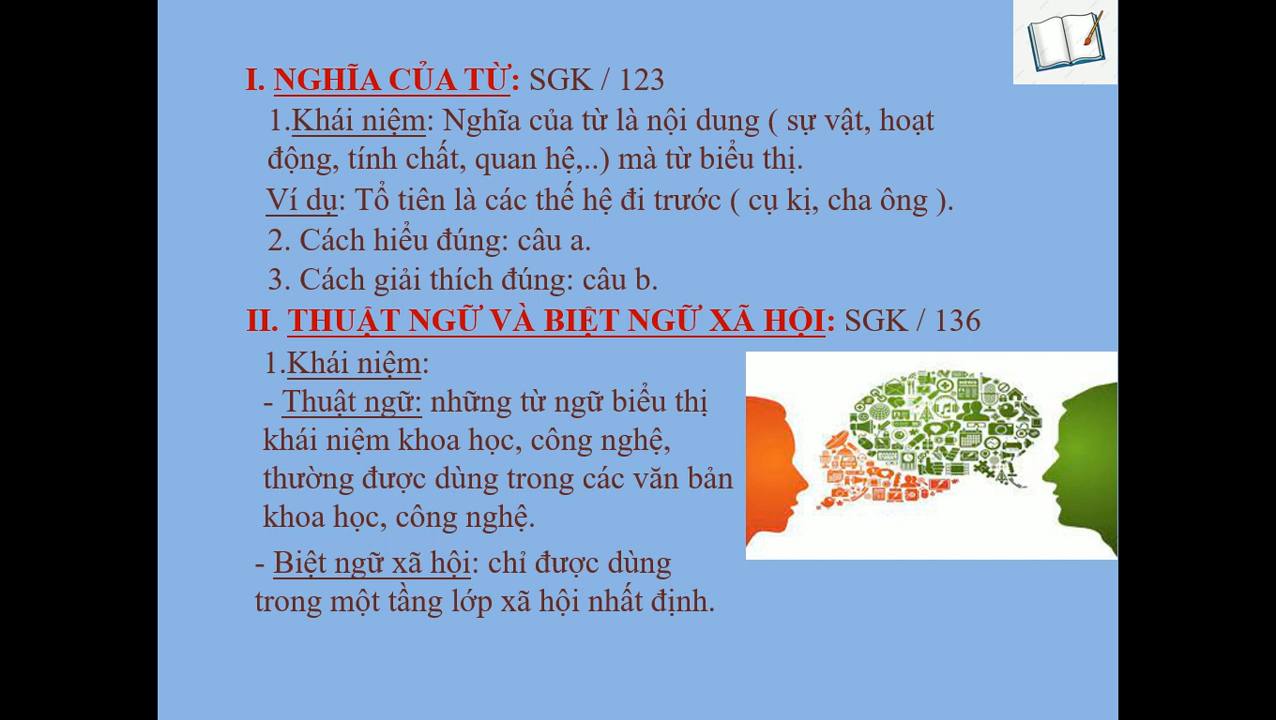 I. NGHĨA CỦA TỪ: SGK / 123
1.Khái niệm: Nghĩa của từ là nội dung ( sự vật, hoạt
động, tính chất, quan hệ,..) mà từ biểu thị.
Ví dụ: Tổ tiên là các thế hệ đi trước ( cụ kị, cha ông ).
2. Cách hiểu đúng: câu a.
3. Cách giải thích đúng: câu b.
II. THUẬT NGỮ VÀ BIỆT NGỮ XÃ HỘI: SGK / 136
1.Khái niệm:
- Thuật ngữ: những từ ngữ biểu thị
khái niệm khoa học, công nghệ,
thường được dùng trong các văn bản
khoa học, công nghệ.
- Biệt ngữ xã hội: chỉ được dùng
trong một tầng lớp xã hội nhất định.